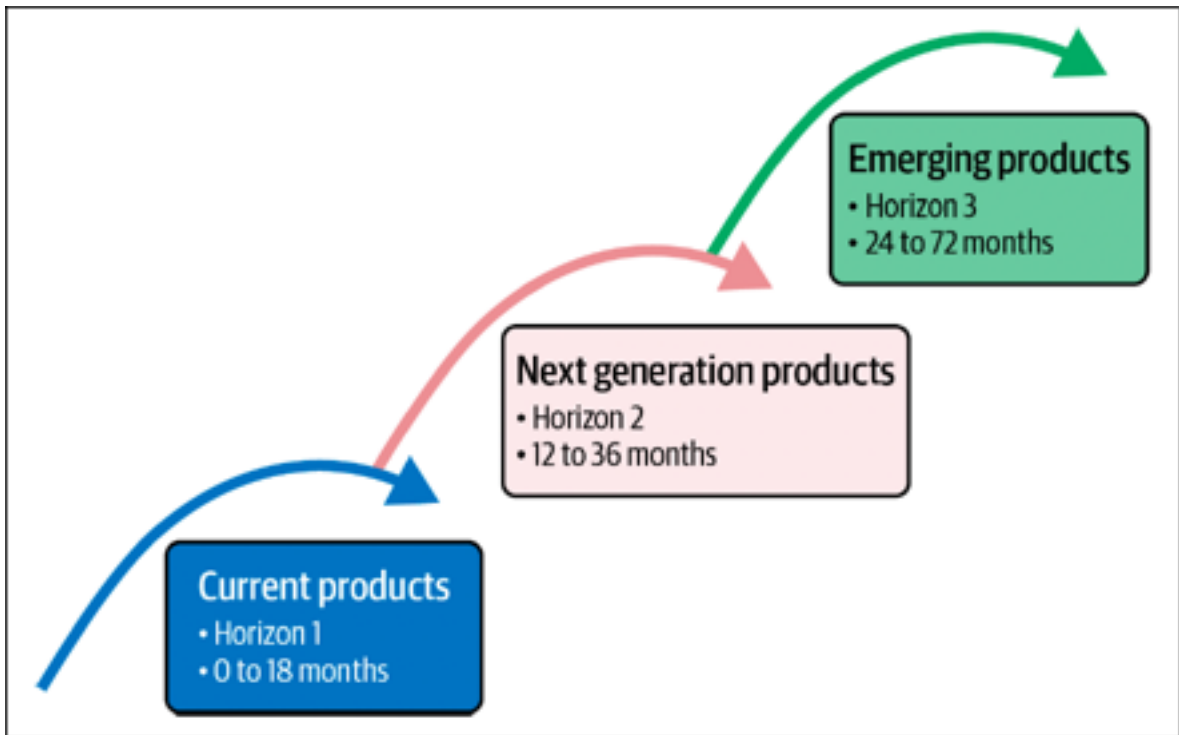 Emerging products
• Horizon 3
• 24 to 72 months
Next generation products
• Horizon 2
• 12 to 36 months
Current products
• Horizon 1
• 0 to 18 months